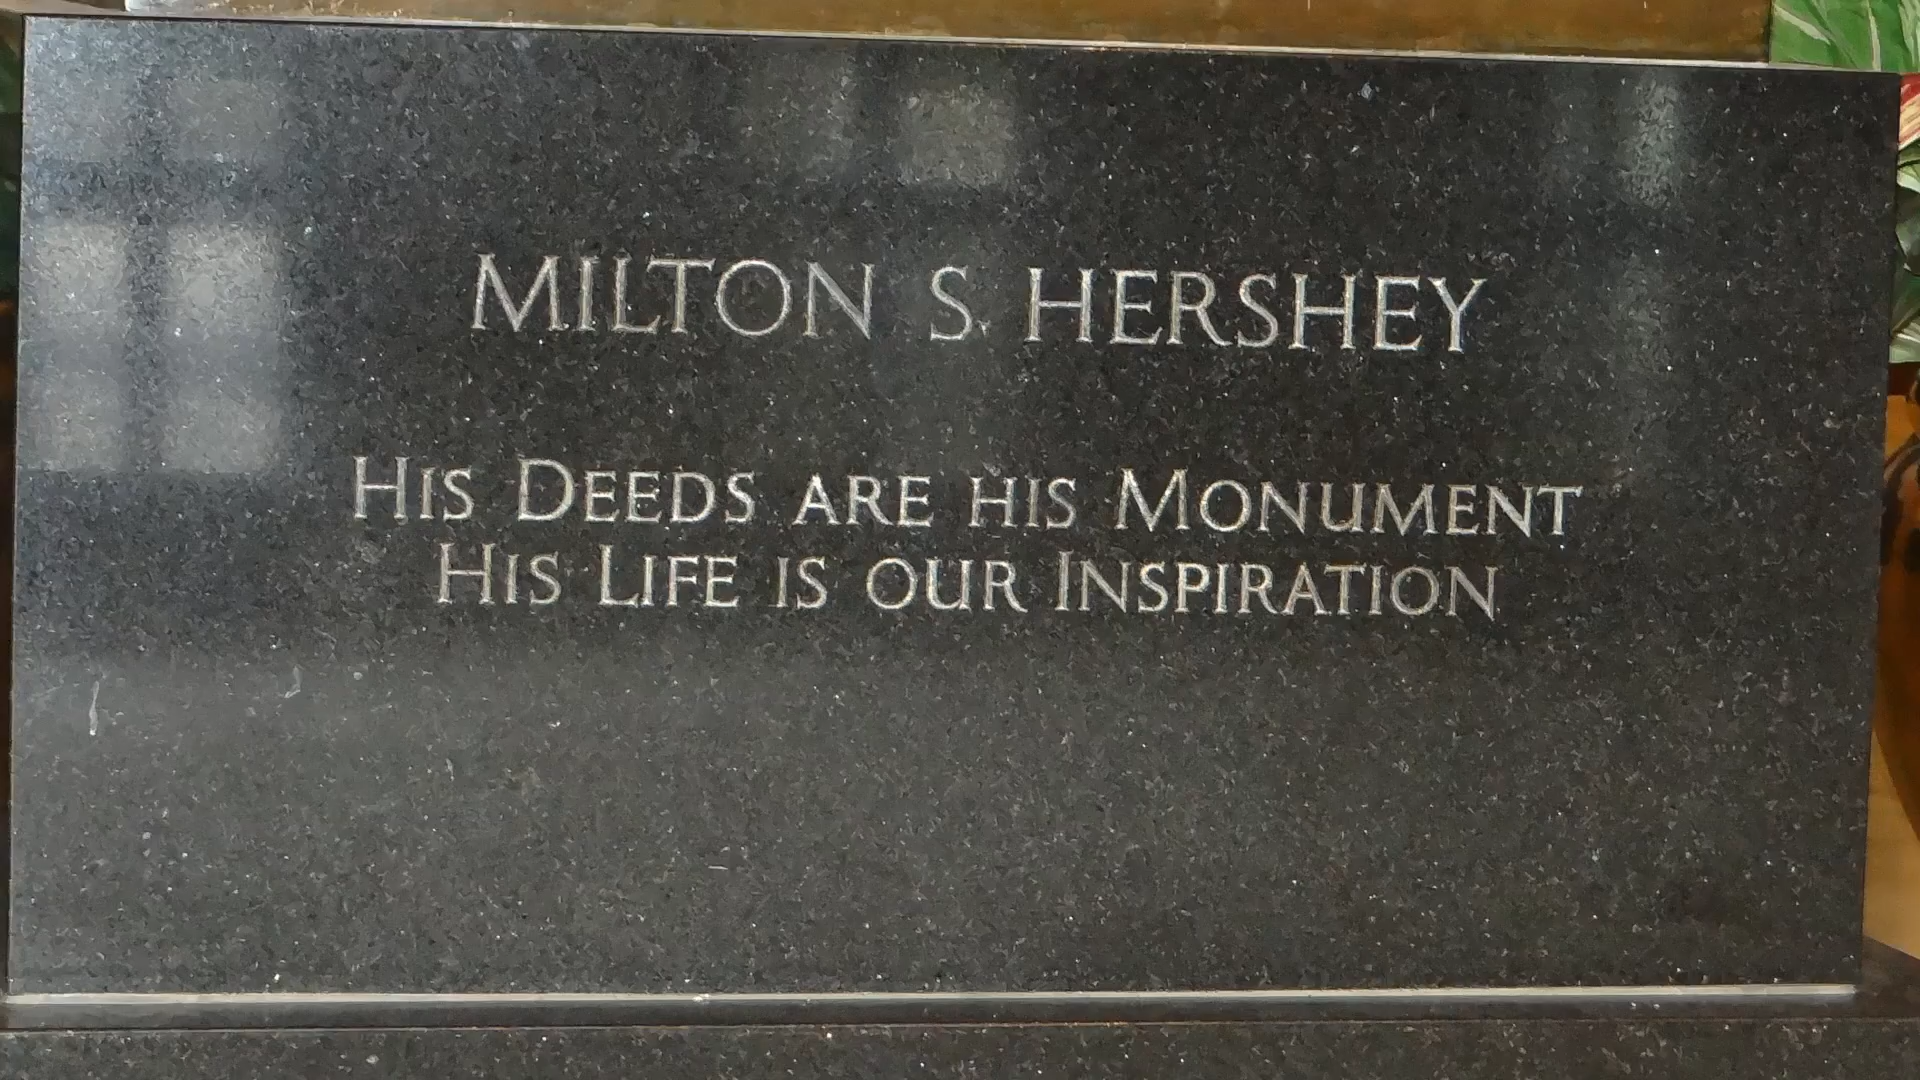 MILTON S. HERSHEY
HIS DEEDS ARE HIS MONUMENT
HIS LIFE IS OUR INSPIRATION